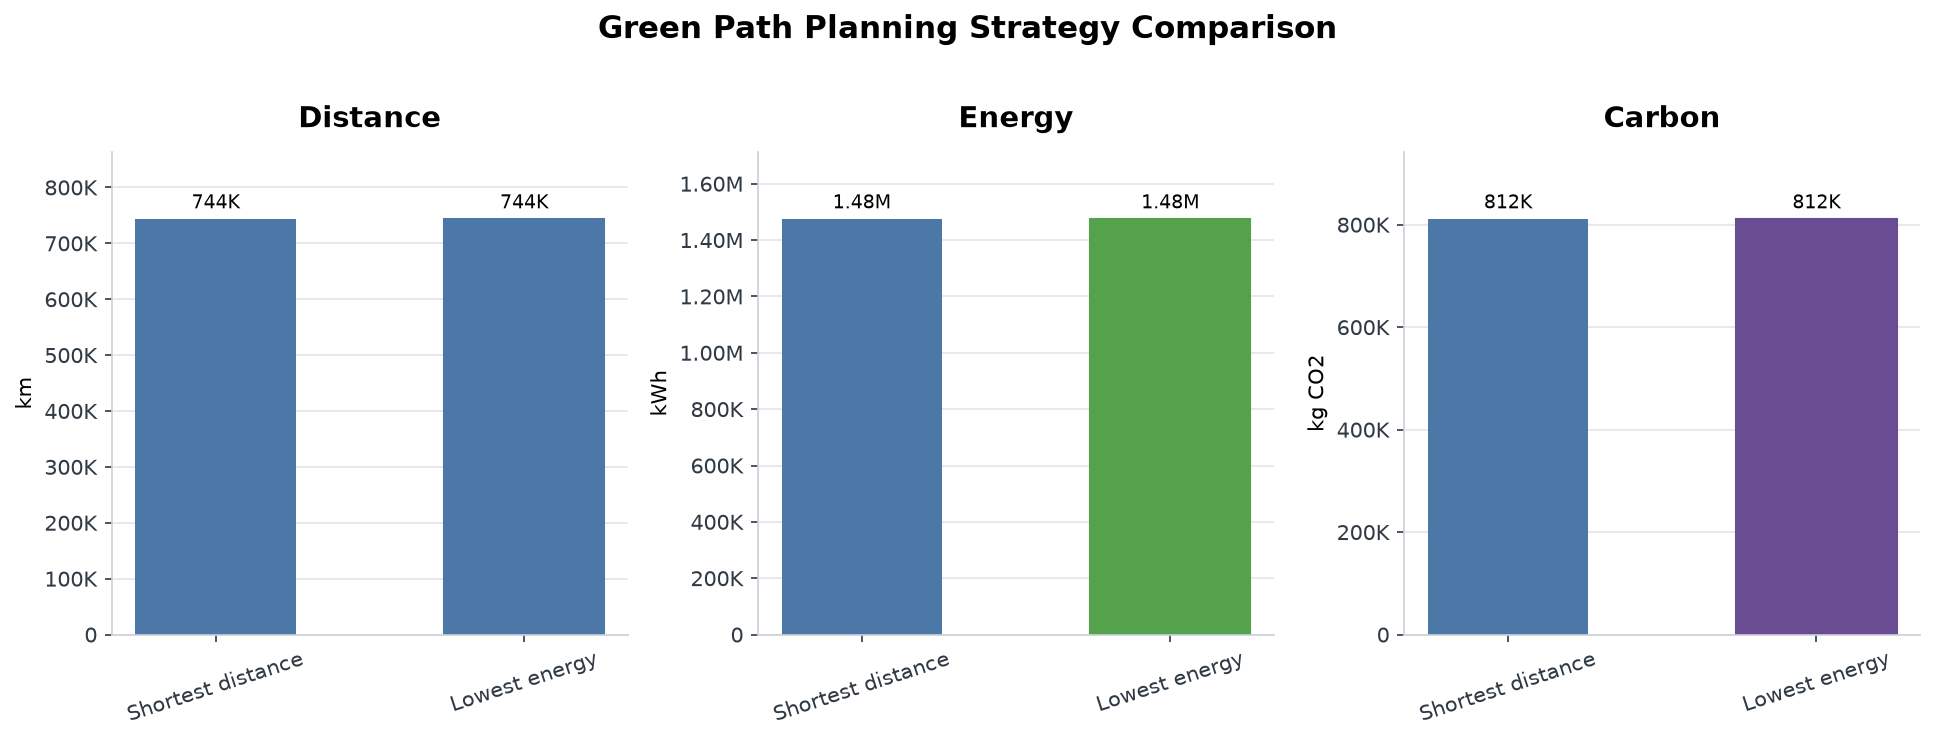 Green Path Planning Strategy Comparison
Distance
km
800K
700K
600K
500K
400K
300K
200K
100K
0
744K
744K
Shortest distance
Lowest energy
Energy
kWh
1.60M
1.40M
1.20M
1.00M
800K
600K
400K
200K
0
1.48M
1.48M
Shortest distance
Lowest energy
Carbon
kg CO2
800K
600K
400K
200K
0
812K
812K
Shortest distance
Lowest energy